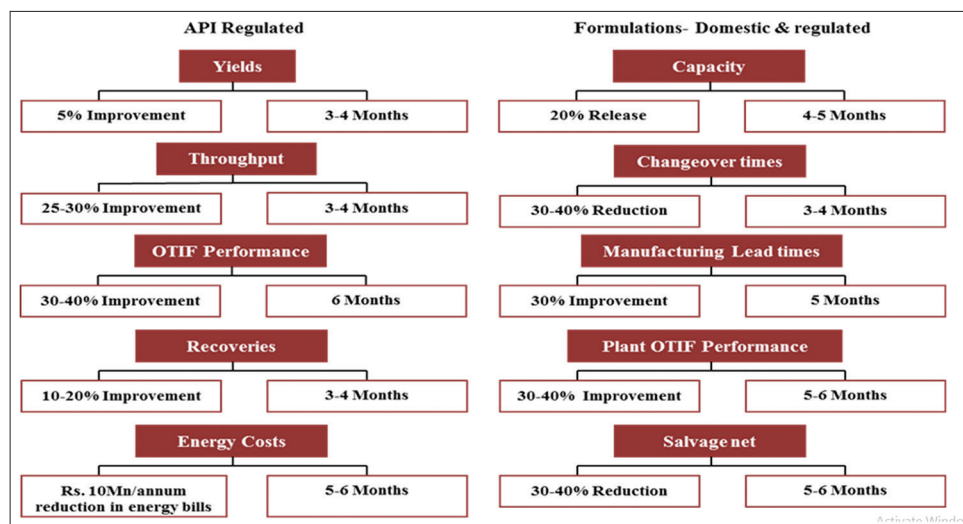 API Regulated
Yields
5% Improvement
3-4 Months
Throughput
25-30% Improvement
3-4 Months
OTIF Performance
30-40% Improvement
6 Months
Recoveries
10-20% Improvement
3-4 Months
Energy Costs
Rs. 10Mn/annum
reduction in energy bills
5-6 Months
Formulations- Domestic & regulated
Capacity
20% Release
4-5 Months
Changeover times
30-40% Reduction
3-4 Months
Manufacturing Lead times
30% Improvement
5 Months
Plant OTIF Performance
30-40% Improvement
5-6 Months
Salvage net
30-40% Reduction
5-6 Months
Activate Windo